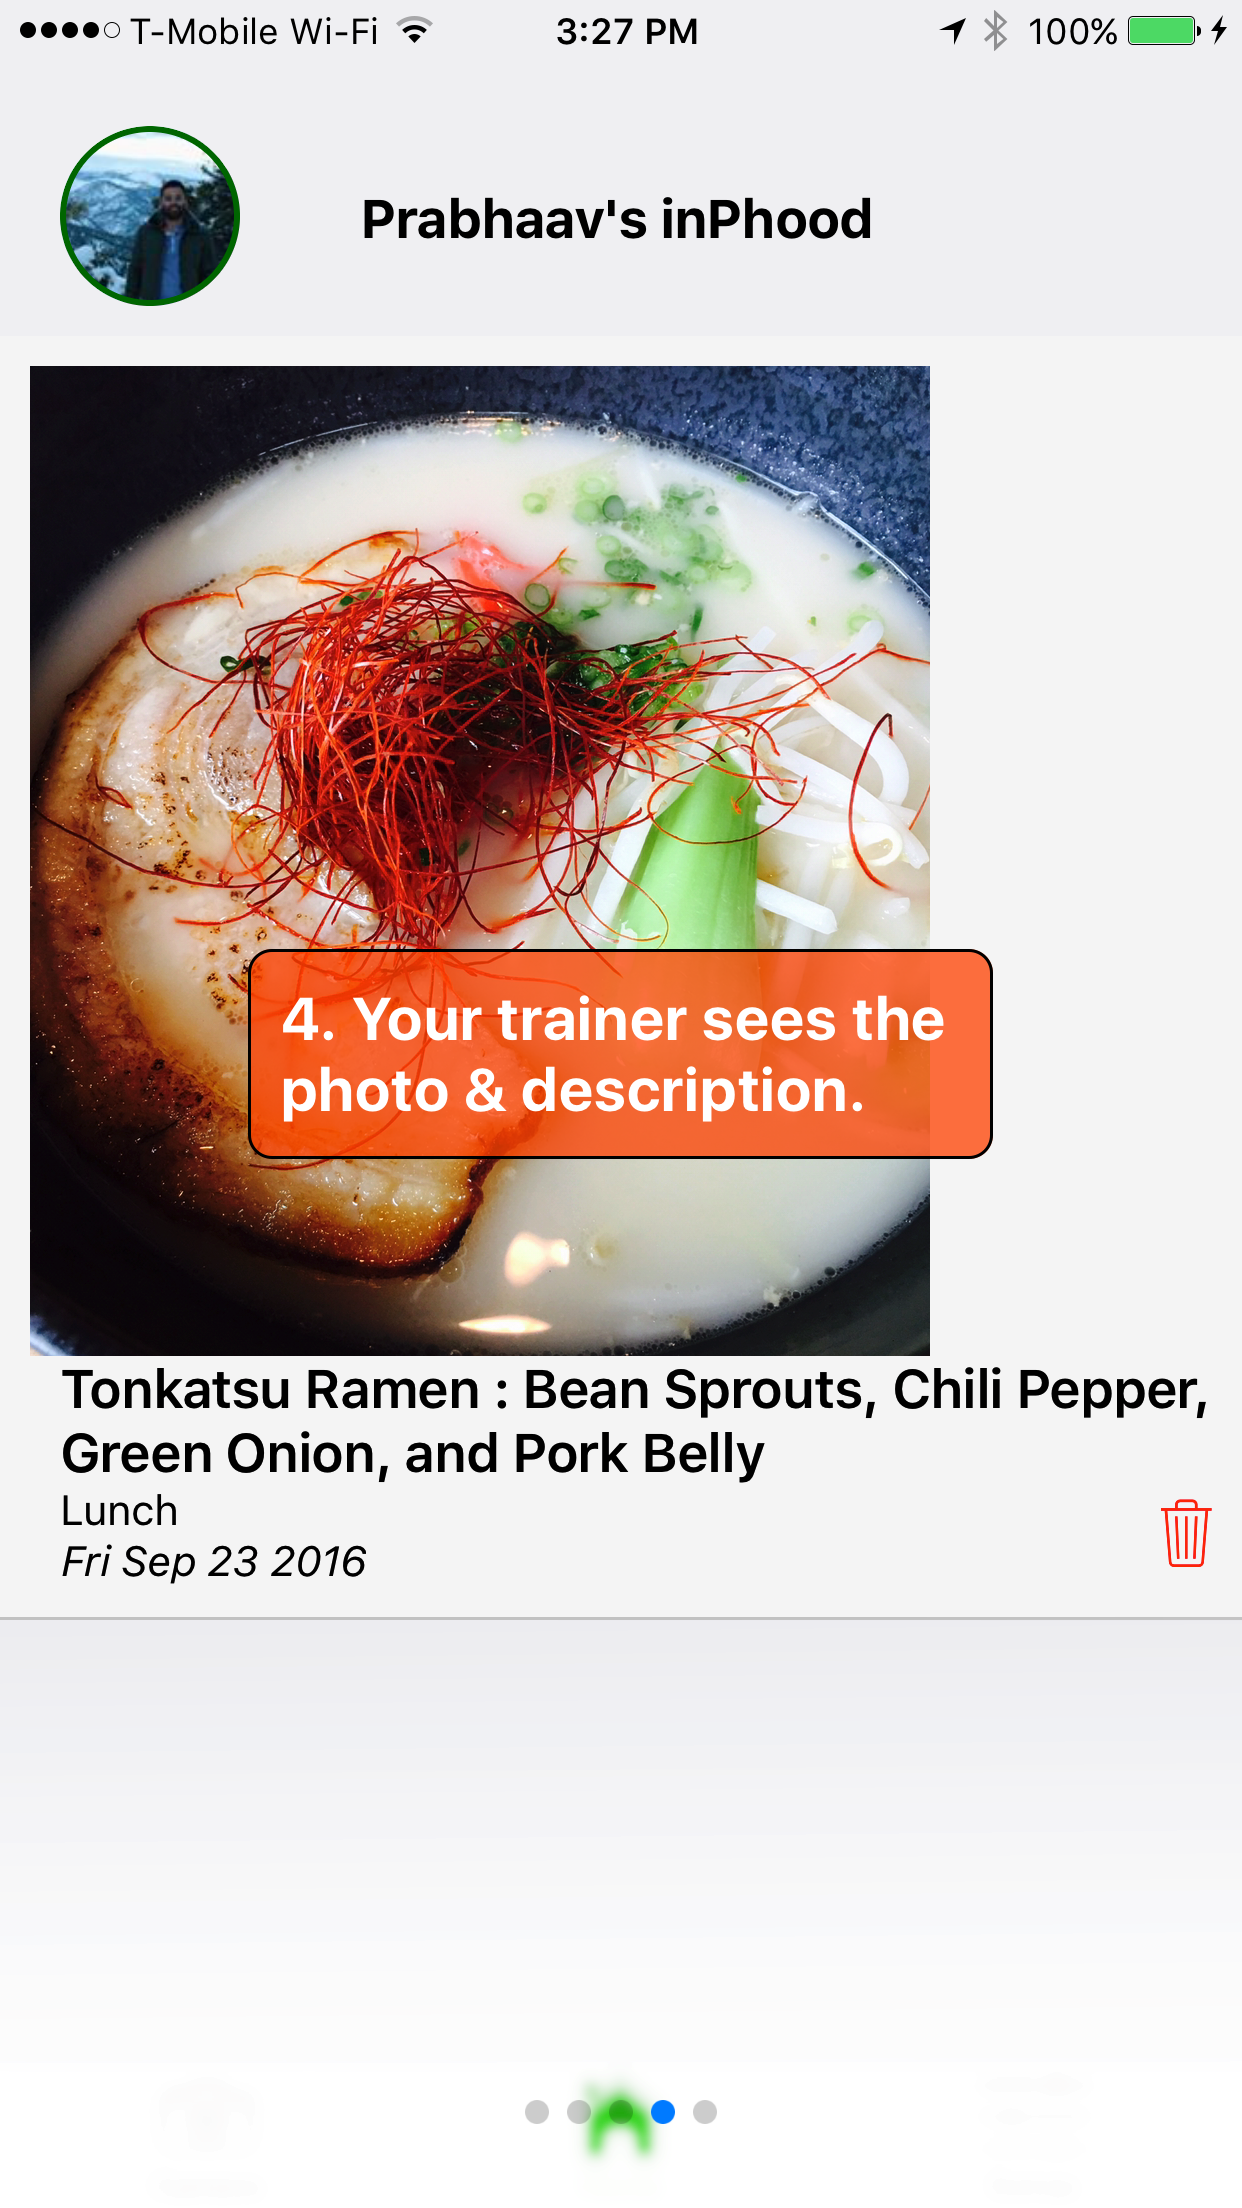 T-Mobile Wi-Fi 3:27 PM 100%
Prabhaav's inPhood
4. Your trainer sees the
photo & description.
Tonkatsu Ramen : Bean Sprouts, Chili Pepper,
Green Onion, and Pork Belly
Lunch
Fri Sep 23 2016